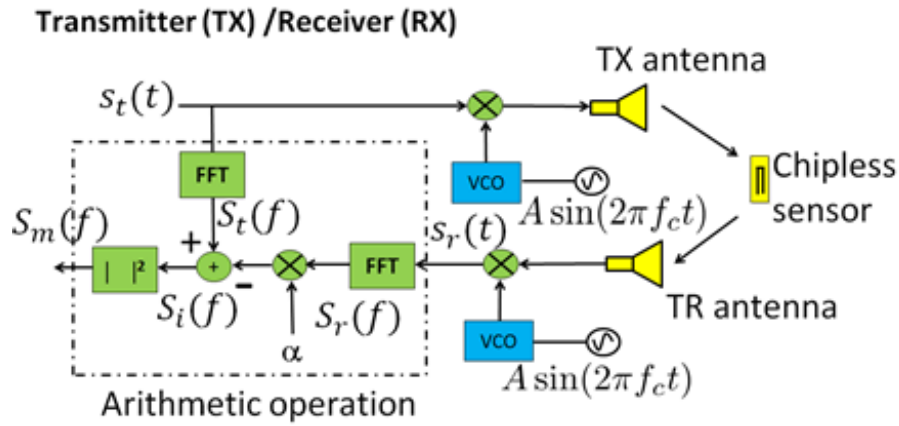 Transmitter (TX) /Receiver (RX)
TX antenna
s_t(t)
FFT
VCO
Chipless
sensor
A sin(2πf_c t)
S_m(f)
S_t(f)
s_r(t)
+
+
| |²
FFT
S_i(f)
-
S_r(f)
TR antenna
α
VCO
A sin(2πf_c t)
Arithmetic operation